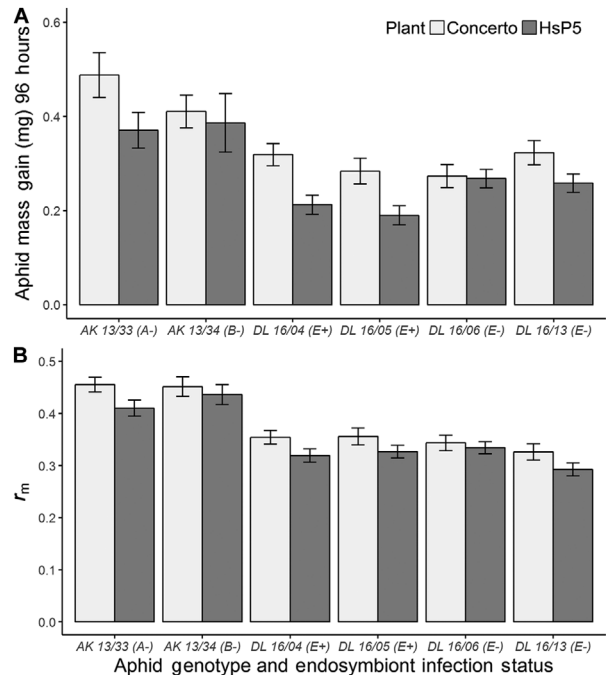 A
Plant Concerto HsP5
Aphid mass gain (mg) 96 hours
0.6
0.4
0.2
0.0
AK 13/33 (A-) AK 13/34 (B-) DL 16/04 (E+) DL 16/05 (E+) DL 16/06 (E-) DL 16/13 (E-)
B
rm
0.5
0.4
0.3
0.2
0.1
0.0
AK 13/33 (A-) AK 13/34 (B-) DL 16/04 (E+) DL 16/05 (E+) DL 16/06 (E-) DL 16/13 (E-)
Aphid genotype and endosymbiont infection status